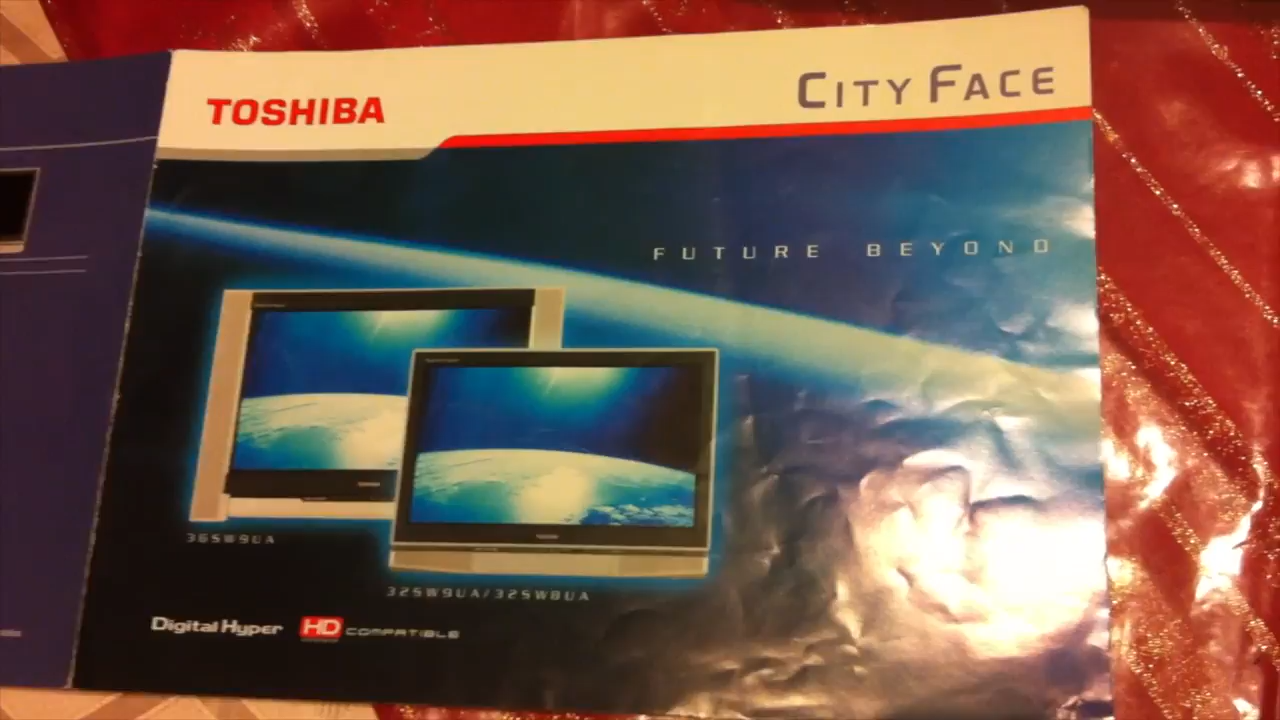 TOSHIBA
CITY FACE
FUTURE BEYOND
36SW9UA
32SW9UA/32SW8UA
Digital Hyper HD COMPATIBLE